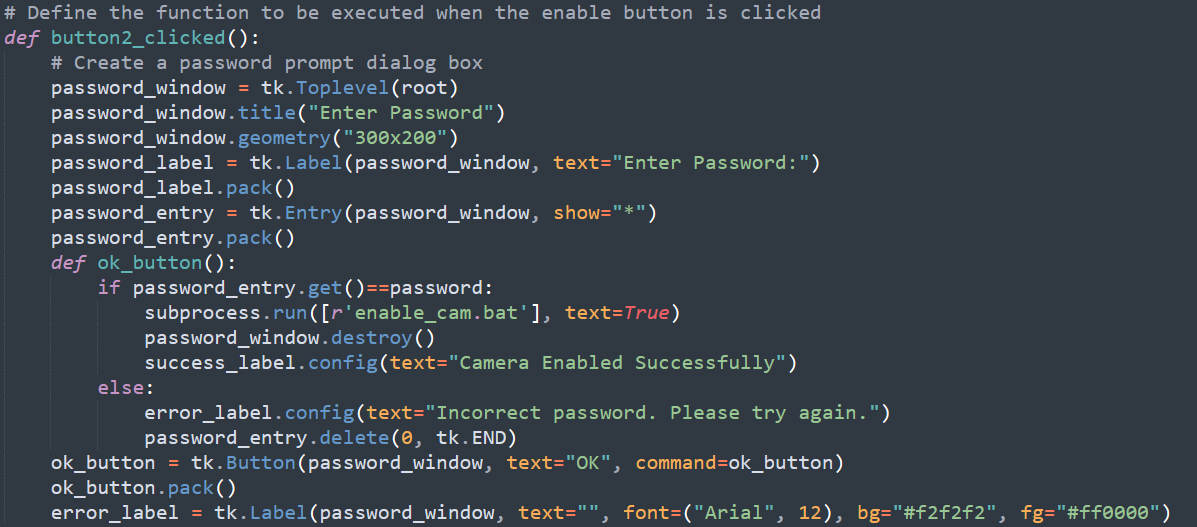 # Define the function to be executed when the enable button is clicked
def button2_clicked():
    # Create a password prompt dialog box
    password_window = tk.Toplevel(root)
    password_window.title("Enter Password")
    password_window.geometry("300x200")
    password_label = tk.Label(password_window, text="Enter Password:")
    password_label.pack()
    password_entry = tk.Entry(password_window, show="*")
    password_entry.pack()
    def ok_button():
        if password_entry.get()==password:
            subprocess.run([r'enable_cam.bat'], text=True)
            password_window.destroy()
            success_label.config(text="Camera Enabled Successfully")
        else:
            error_label.config(text="Incorrect password. Please try again.")
            password_entry.delete(0, tk.END)
    ok_button = tk.Button(password_window, text="OK", command=ok_button)
    ok_button.pack()
    error_label = tk.Label(password_window, text="", font=("Arial", 12), bg="#f2f2f2", fg="#ff0000")